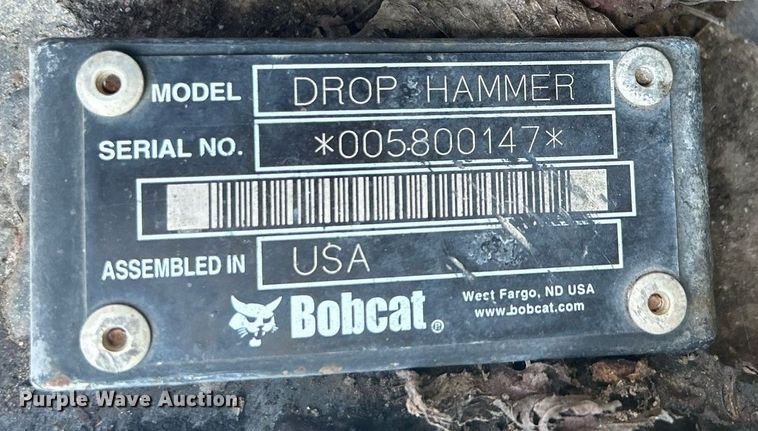 MODEL DROP HAMMER
SERIAL NO. *005800147*
ASSEMBLED IN USA
Bobcat®
West Fargo, ND USA
www.bobcat.com
Purple Wave Auction